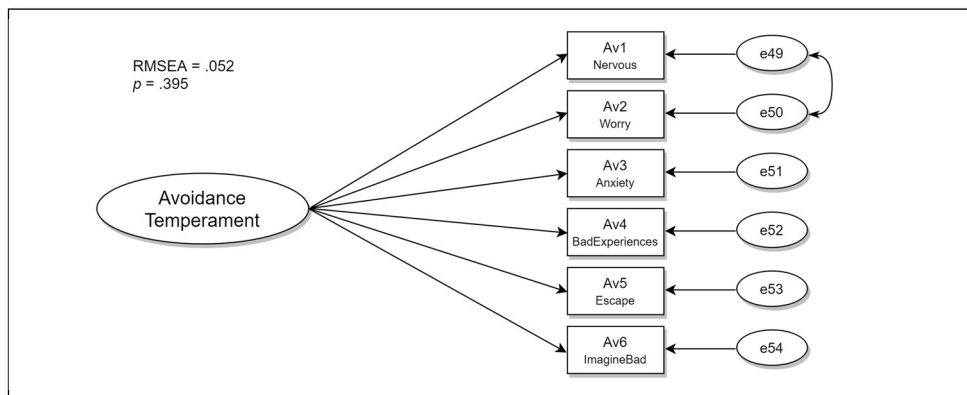 RMSEA = .052
p = .395
Avoidance
Temperament
Av1
Nervous
e49
Av2
Worry
e50
Av3
Anxiety
e51
Av4
BadExperiences
e52
Av5
Escape
e53
Av6
ImagineBad
e54